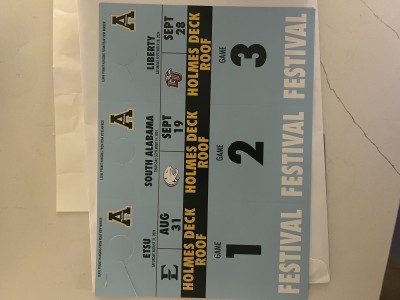 A
ETSU
E
AUG
31
HOLMES DECK
ROOF
GAME
1
FESTIVAL
A
SOUTH ALABAMA
SEPT
19
HOLMES DECK
ROOF
GAME
2
FESTIVAL
A
LIBERTY
SEPT
28
HOLMES DECK
ROOF
GAME
3
FESTIVAL